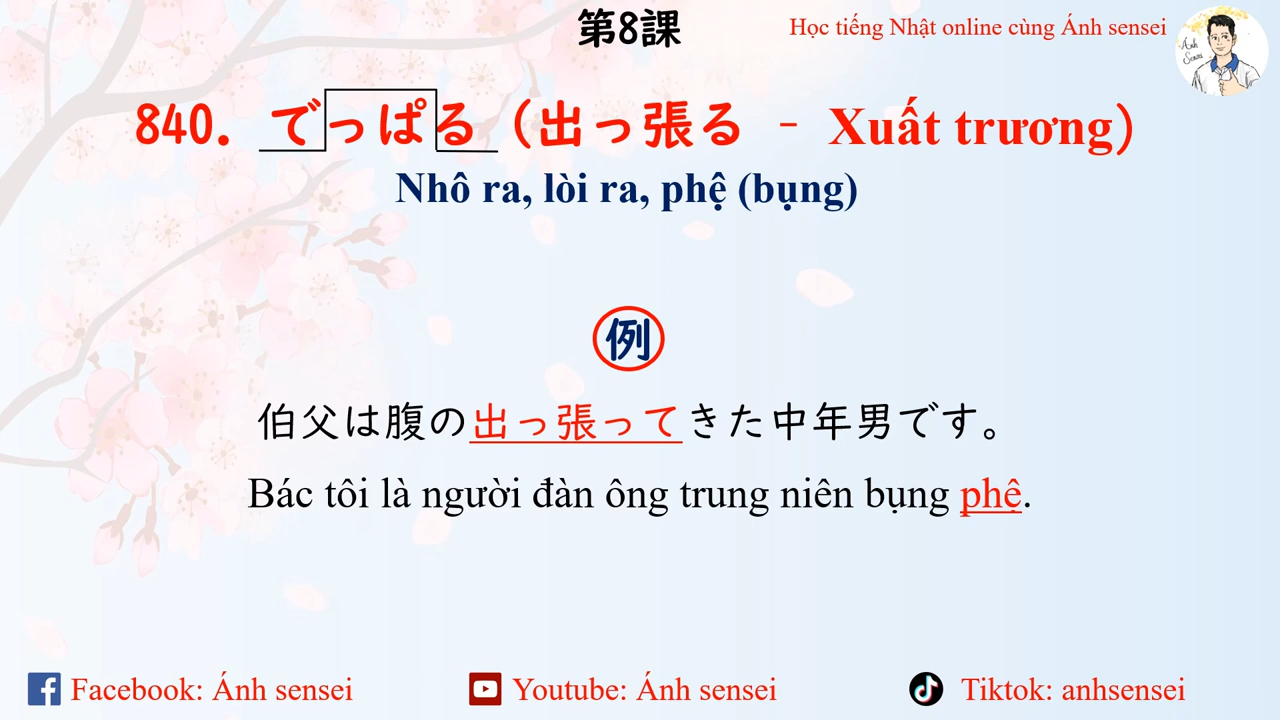 第8課
Học tiếng Nhật online cùng Ánh sensei
Ánh Sensei
840. でっぱる（出っ張る - Xuất trương)
Nhô ra, lòi ra, phệ (bụng)
例
伯父は腹の出っ張ってきた中年男です。
Bác tôi là người đàn ông trung niên bụng phệ.
Facebook: Ánh sensei
Youtube: Ánh sensei
Tiktok: anhsensei